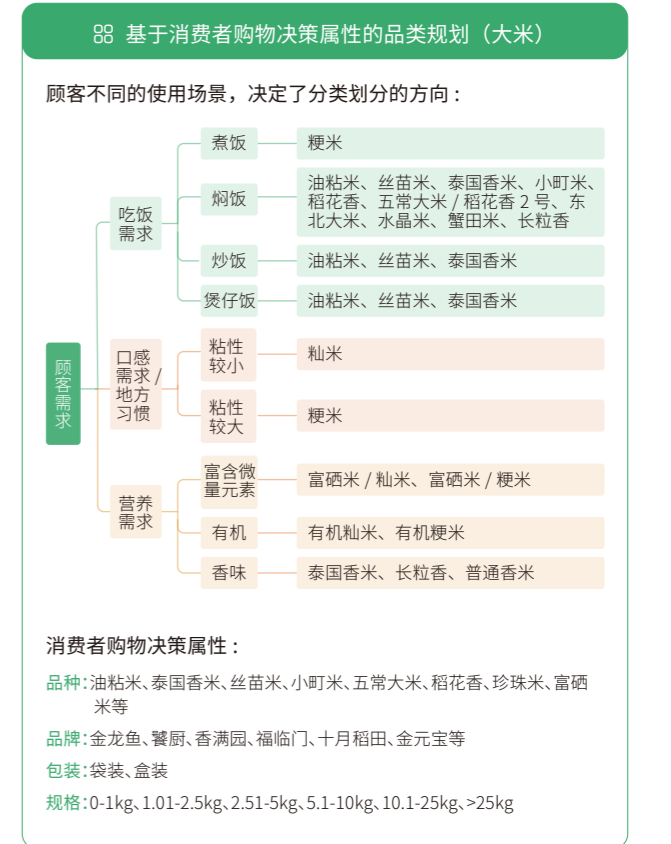 基于消费者购物决策属性的品类规划（大米）
顾客不同的使用场景，决定了分类划分的方向：
顾客需求
吃饭
需求
煮饭
粳米
焖饭
油粘米、丝苗米、泰国香米、小町米、
稻花香、五常大米 / 稻花香 2 号、东
北大米、水晶米、蟹田米、长粒香
炒饭
油粘米、丝苗米、泰国香米
煲仔饭
油粘米、丝苗米、泰国香米
口感
需求 /
地方
习惯
粘性
较小
籼米
粘性
较大
粳米
营养
需求
富含微
量元素
富硒米 / 籼米、富硒米 / 粳米
有机
有机籼米、有机粳米
香味
泰国香米、长粒香、普通香米
消费者购物决策属性：
品种：油粘米、泰国香米、丝苗米、小町米、五常大米、稻花香、珍珠米、富硒
米等
品牌：金龙鱼、饕厨、香满园、福临门、十月稻田、金元宝等
包装：袋装、盒装
规格：0-1kg、1.01-2.5kg、2.51-5kg、5.1-10kg、10.1-25kg、>25kg